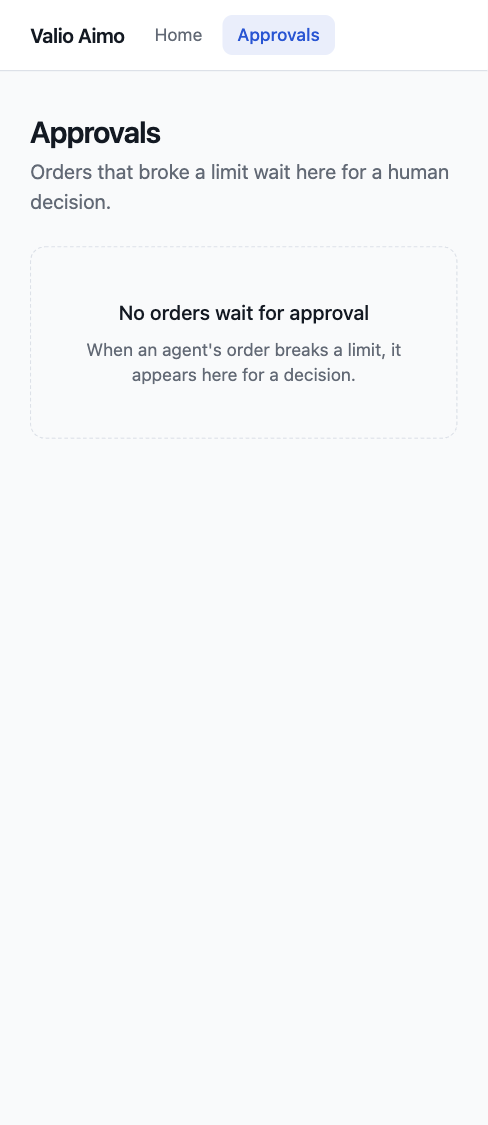 Valio Aimo
Home
Approvals
Approvals
Orders that broke a limit wait here for a human
decision.
No orders wait for approval
When an agent's order breaks a limit, it
appears here for a decision.